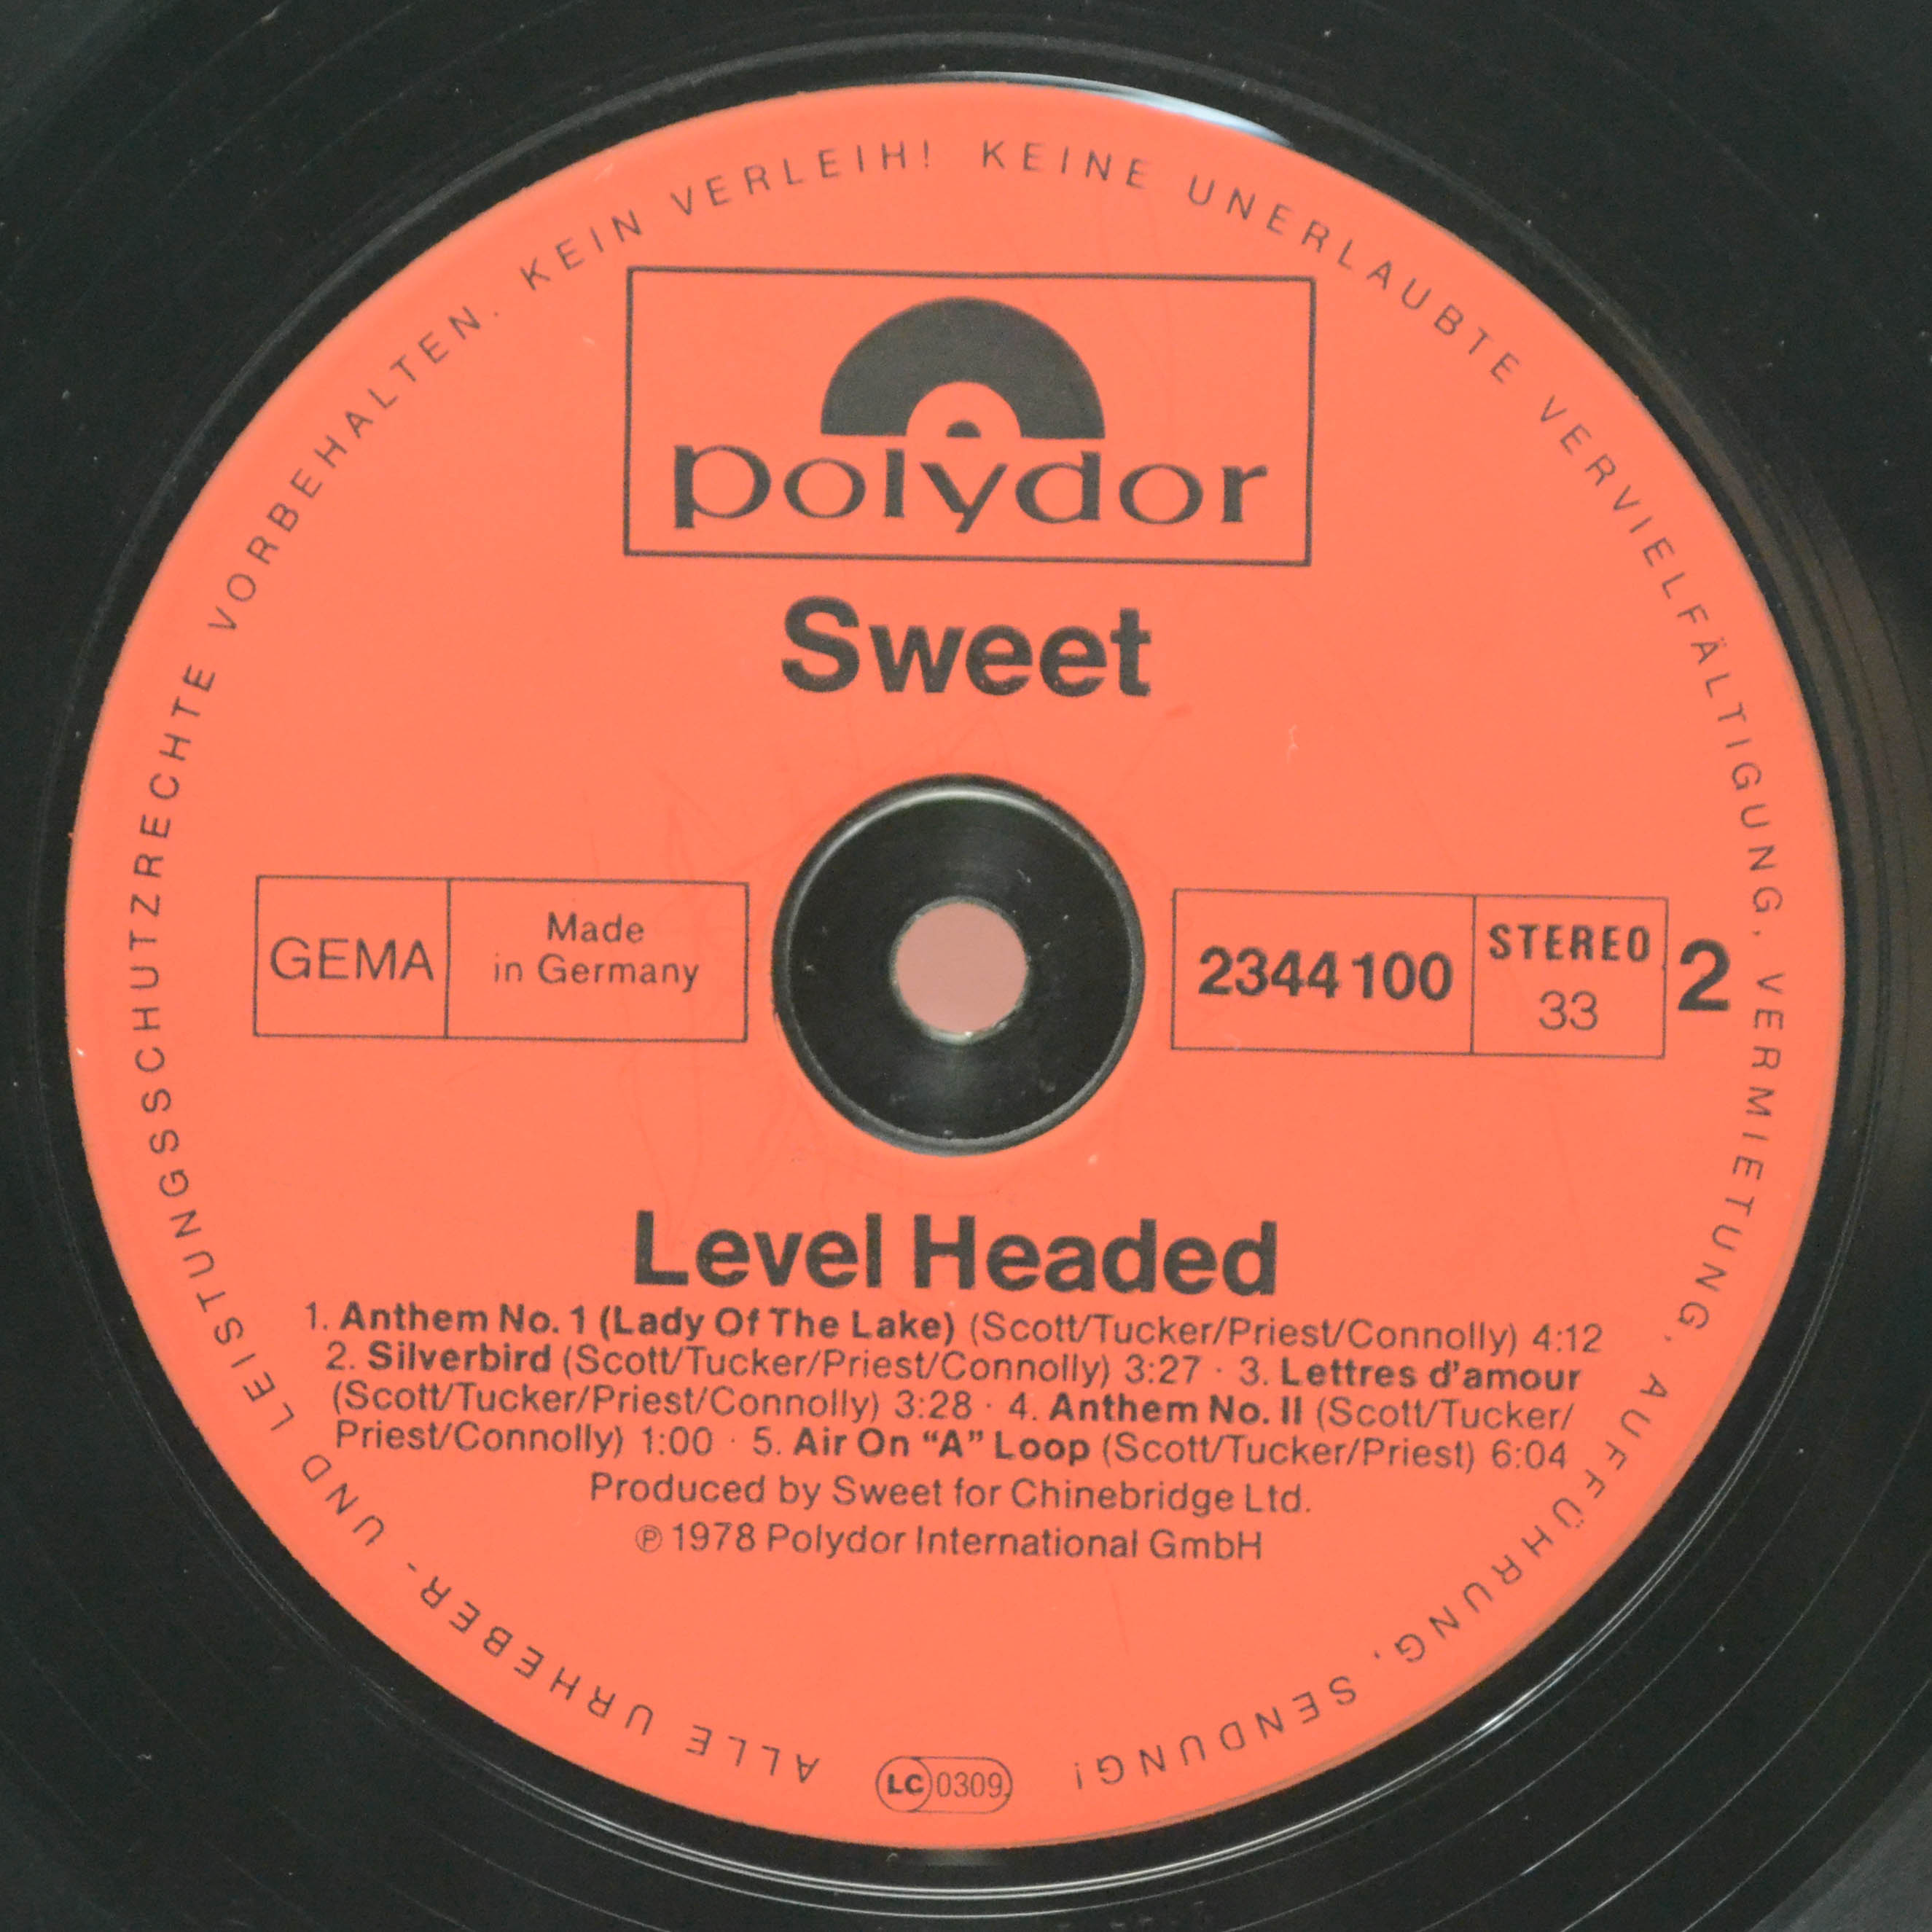 ALLE URHEBER- UND LEISTUNGSSCHUTZRECHTE VORBEHALTEN. KEIN VERLEIH! KEINE UNERLAUBTE VERVIELFÄLTIGUNG, VERMIETUNG, AUFFÜHRUNG, SENDUNG!
polydor
Sweet
GEMA
Made
in Germany
2344 100
STEREO
33
2
Level Headed
1. Anthem No. 1 (Lady Of The Lake) (Scott/Tucker/Priest/Connolly) 4:12
2. Silverbird (Scott/Tucker/Priest/Connolly) 3:27 · 3. Lettres d'amour
(Scott/Tucker/Priest/Connolly) 3:28 · 4. Anthem No. II (Scott/Tucker/
Priest/Connolly) 1:00 · 5. Air On “A” Loop (Scott/Tucker/Priest) 6:04
Produced by Sweet for Chinebridge Ltd.
℗ 1978 Polydor International GmbH
LC 0309